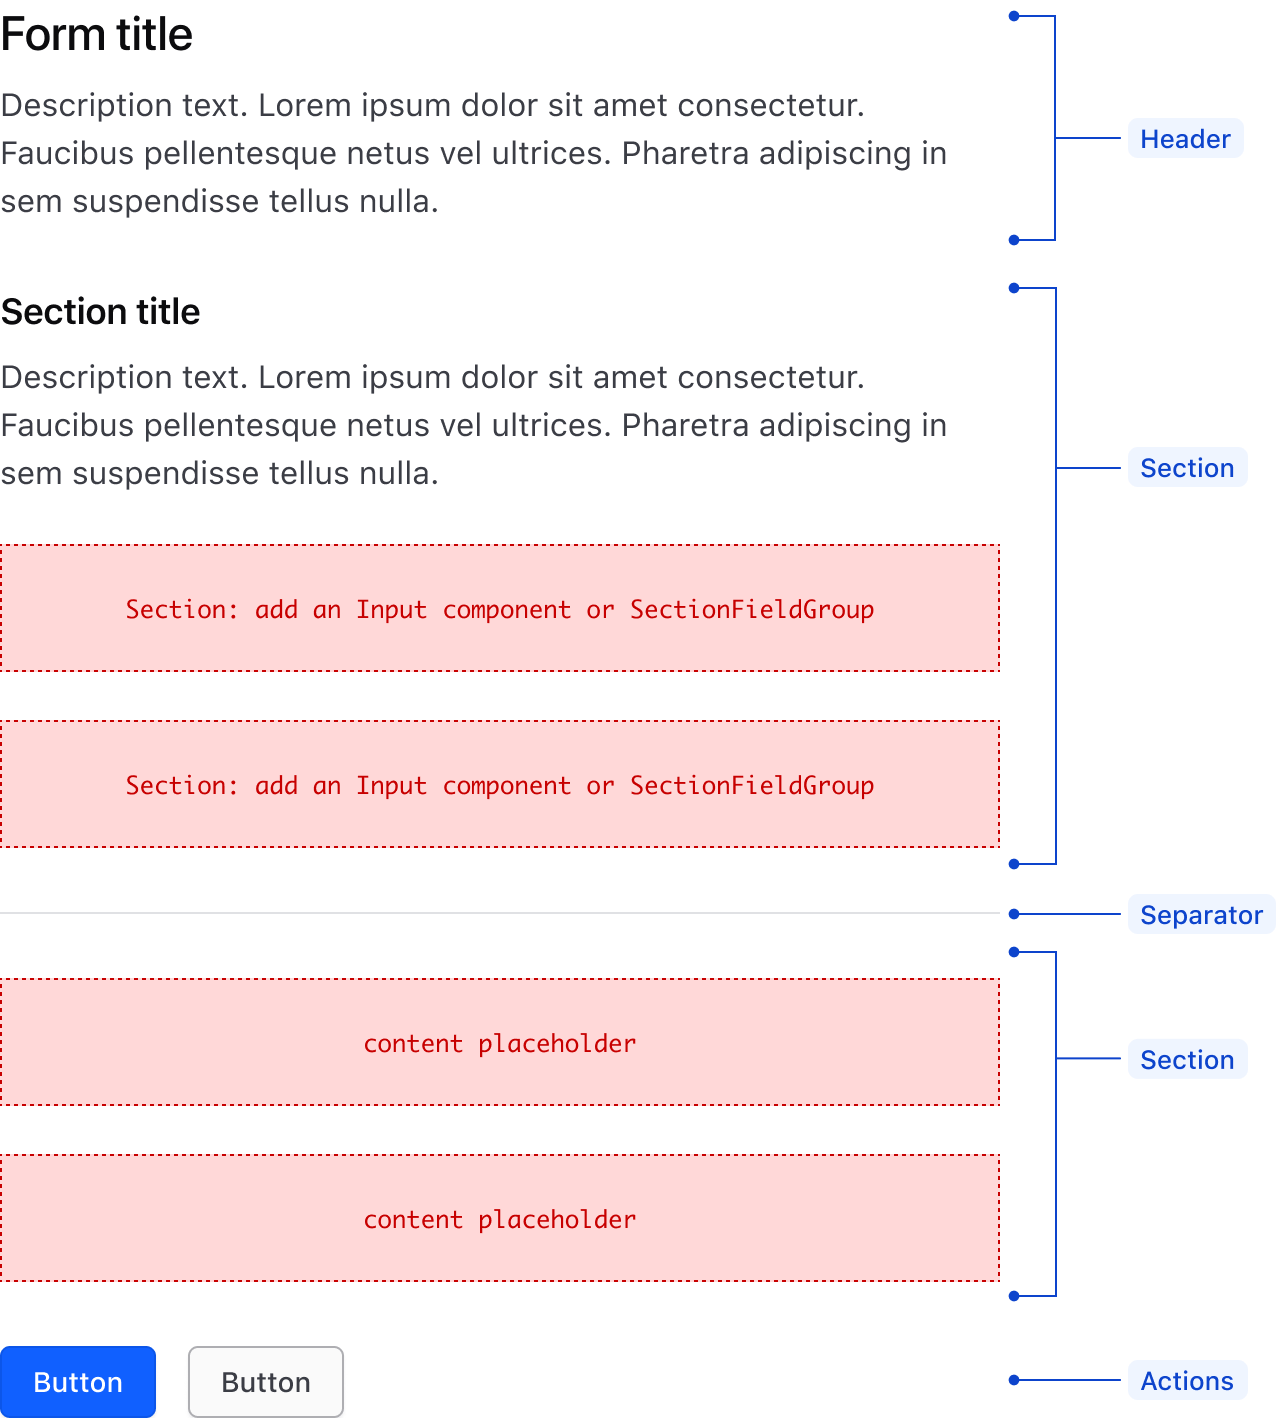 Form title
Description text. Lorem ipsum dolor sit amet consectetur.
Faucibus pellentesque netus vel ultrices. Pharetra adipiscing in
sem suspendisse tellus nulla.
Header
Section title
Description text. Lorem ipsum dolor sit amet consectetur.
Faucibus pellentesque netus vel ultrices. Pharetra adipiscing in
sem suspendisse tellus nulla.
Section
Section: add an Input component or SectionFieldGroup
Section: add an Input component or SectionFieldGroup
Separator
content placeholder
Section
content placeholder
Button
Button
Actions